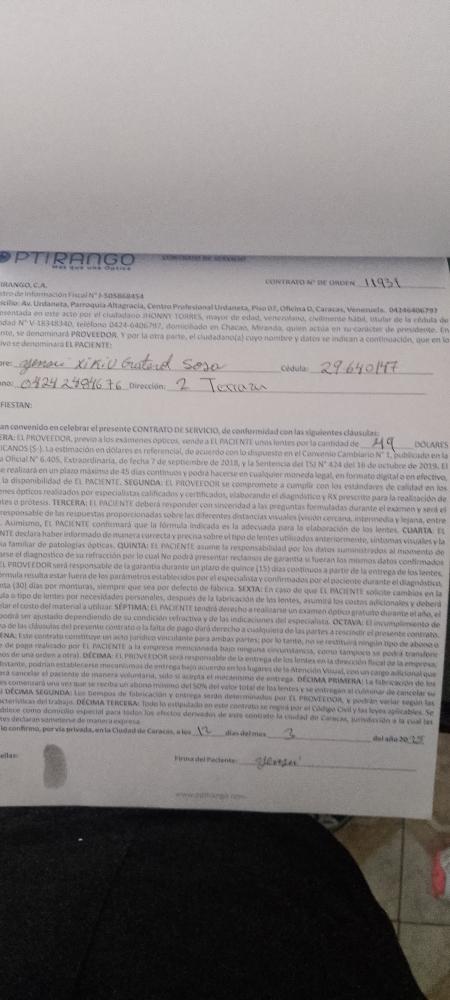 OPTIRANGO
Más que una Óptica
CONTRATO DE SERVICIO
CONTRATO N° DE ORDEN 11931
IRANGO, C.A.
stro de Información Fiscal N° J-505868454
icilio: Av. Urdaneta, Parroquia Altagracia, Centro Profesional Urdaneta, Piso 07, Oficina O, Caracas, Venezuela. 04246406797
esentada en este acto por el ciudadano JHONNY TORRES, mayor de edad, venezolano, civilmente hábil, titular de la cédula de
dad N° V-18348340, teléfono 0424-6406797, domiciliado en Chacao, Miranda, quien actúa en su carácter de presidente. En
nte, se denominará PROVEEDOR. Y por la otra parte, el ciudadano(a) cuyo nombre y datos se indican a continuación, que en lo
ivo se denominará EL PACIENTE:
re: Sosa Cédula: 29.640147
no: Dirección: 2
FIESTAN:
an convenido en celebrar el presente CONTRATO DE SERVICIO, de conformidad con las siguientes cláusulas:
ERA: EL PROVEEDOR, previo a los exámenes ópticos, vende a EL PACIENTE unos lentes por la cantidad de 49 DÓLARES
ICANOS ($-). La estimación en dólares es referencial, de acuerdo con lo dispuesto en el Convenio Cambiario N° 1, publicado en la
a Oficial N° 6.405, Extraordinaria, de fecha 7 de septiembre de 2018, y la Sentencia del TSJ N° 424 del 16 de octubre de 2019. El
e realizará en un plazo máximo de 45 días continuos y podrá hacerse en cualquier moneda legal, en formato digital o en efectivo,
la disponibilidad de EL PACIENTE. SEGUNDA: EL PROVEEDOR se compromete a cumplir con los estándares de calidad en los
enes ópticos realizados por especialistas calificados y certificados, elaborando el diagnóstico y RX prescrito para la realización de
tes o prótesis. TERCERA: EL PACIENTE deberá responder con sinceridad a las preguntas formuladas durante el examen y será el
responsable de las respuestas proporcionadas sobre las diferentes distancias visuales (visión cercana, intermedia y lejana, entre
. Asimismo, EL PACIENTE confirmará que la fórmula indicada es la adecuada para la elaboración de los lentes. CUARTA: EL
NTE declara haber informado de manera correcta y precisa sobre el tipo de lentes utilizados anteriormente, síntomas visuales y la
ia familiar de patologías ópticas. QUINTA: EL PACIENTE asume la responsabilidad por los datos suministrados al momento de
arse el diagnóstico de su refracción por lo cual No podrá presentar reclamos de garantía si fueran los mismos datos confirmados
EL PROVEEDOR será responsable de la garantía durante un plazo de quince (15) días continuos a partir de la entrega de los lentes,
órmula resulta estar fuera de los parámetros establecidos por el especialista y confirmados por el paciente durante el diagnóstico,
nta (30) días por monturas, siempre que sea por defecto de fábrica. SEXTA: En caso de que EL PACIENTE solicite cambios en la
ula o tipo de lentes por necesidades personales, después de la fabricación de los lentes, asumirá los costos adicionales y deberá
elar el costo del material a utilizar. SÉPTIMA: EL PACIENTE tendrá derecho a realizarse un examen óptico gratuito durante el año, el
podrá ser ajustado dependiendo de su condición refractiva y de las indicaciones del especialista. OCTAVA: El incumplimiento de
na de las cláusulas del presente contrato o la falta de pago dará derecho a cualquiera de las partes a rescindir el presente contrato.
ENA: Este contrato constituye un acto jurídico vinculante para ambas partes; por lo tanto, no se restituirá ningún tipo de abono o
e de pago realizado por EL PACIENTE a la empresa mencionada bajo ninguna circunstancia, como tampoco se podrá transferir
os de una orden a otra). DÉCIMA: EL PROVEEDOR será responsable de la entrega de los lentes en la dirección fiscal de la empresa;
bstante, podrían establecerse mecanismos de entrega bajo acuerdo en los lugares de la Atención Visual, con un cargo adicional que
rá cancelar el paciente de manera voluntaria, solo si acepta el mecanismo de entrega. DÉCIMA PRIMERA: La fabricación de los
es comenzará una vez que se reciba un abono mínimo del 50% del valor total de los lentes y se entregan al culminar de cancelar su
l DÉCIMA SEGUNDA: Los tiempos de fabricación y entrega serán determinados por EL PROVEEDOR, y podrán variar según las
cterísticas del trabajo. DÉCIMA TERCERA: Todo lo estipulado en este contrato se regirá por el Código Civil y las leyes aplicables. Se
ablece como domicilio especial para todos los efectos derivados de este contrato la ciudad de Caracas, jurisdicción a la cual las
tes declaran someterse de manera expresa.
lo confirmo, por vía privada, en la Ciudad de Caracas, a los 12 días del mes 3 del año 2025
ellas: Firma del Paciente: